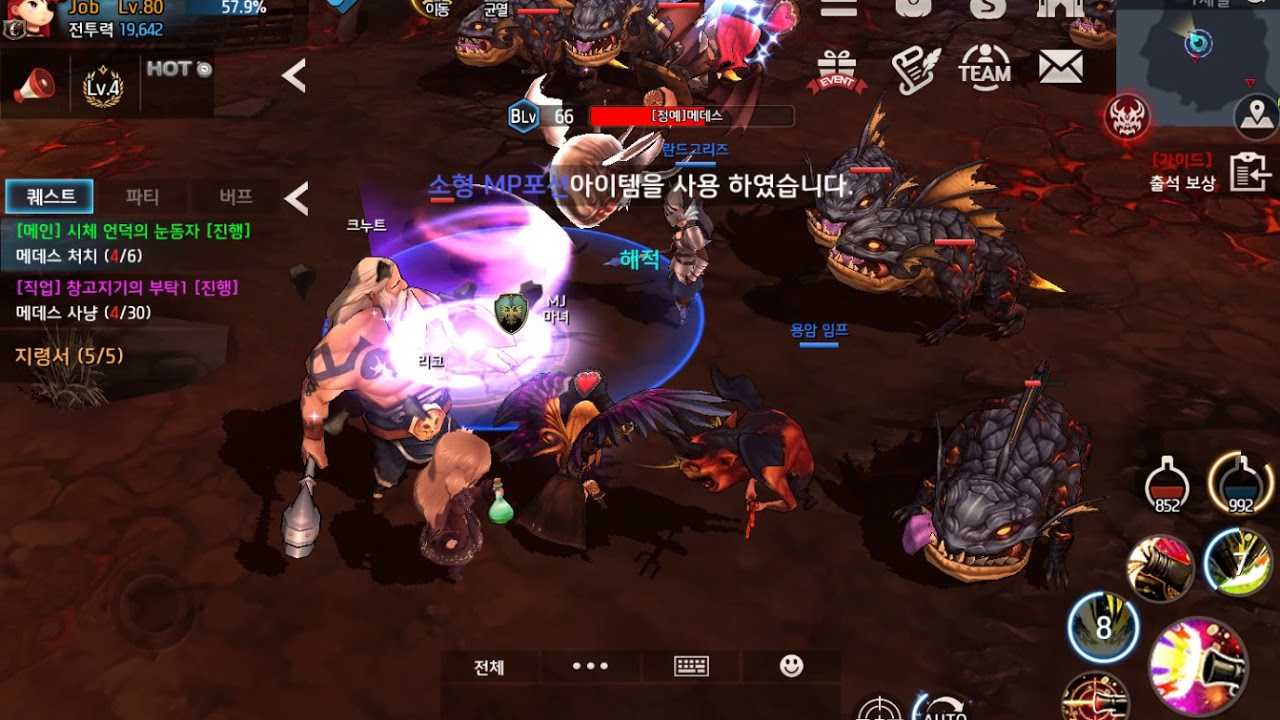 Job Lv.80
57.9%
전투력 19,642
이동
균열
HOT
Lv.4
EVENT
TEAM
BLv 66
[정예]메데스
란드그리즈
소형 MP포션아이템을 사용 하였습니다.
[가이드]
출석 보상
퀘스트
파티
버프
[메인] 시체 언덕의 눈동자 [진행]
메데스 처치 (4/6)
[직업] 창고지기의 부탁1 [진행]
메데스 사냥 (4/30)
지령서 (5/5)
크누트
해적
MJ
마녀
리코
용암 임프
852
992
7
8
전체
AUTO